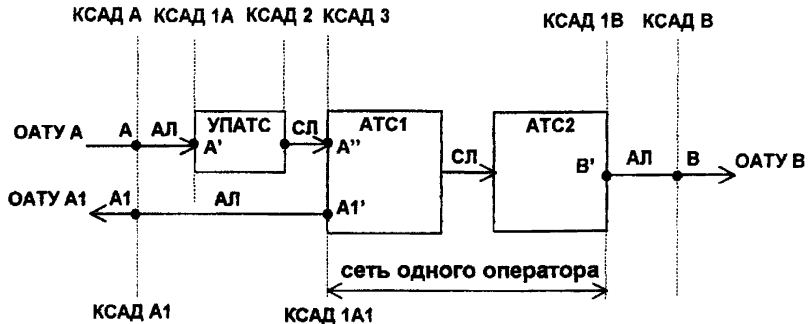 КСАД А КСАД 1А КСАД 2 КСАД 3 КСАД 1В КСАД В
УПАТС АТС1 АТС2
ОАТУ А А АЛ А' СЛ А"
СЛ В' АЛ В ОАТУ В
ОАТУ А1 А1 АЛ А1'
сеть одного оператора
КСАД А1 КСАД 1А1